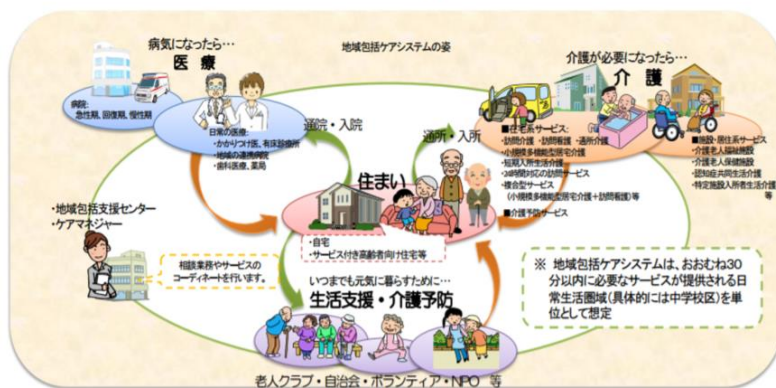 地域包括ケアシステムの姿
病気になったら…
医 療
病院:
急性期、回復期、慢性期
日常の医療:
・かかりつけ医、有床診療所
・地域の連携病院
・歯科医療、薬局
通院・入院
介護が必要になったら…
介 護
通所・入所
■在宅系サービス:
・訪問介護 ・訪問看護 ・通所介護
・小規模多機能型居宅介護
・短期入所生活介護
・24時間対応の訪問サービス
・複合型サービス
(小規模多機能型居宅介護+訪問看護)等
■介護予防サービス
■施設・居住系サービス
・介護老人福祉施設
・介護老人保健施設
・認知症共同生活介護
・特定施設入所者生活介護
等
住まい
・自宅
・サービス付き高齢者向け住宅等
・地域包括支援センター
・ケアマネジャー
相談業務やサービスの
コーディネートを行います。
いつまでも元気に暮らすために…
生活支援・介護予防
老人クラブ・自治会・ボランティア・NPO 等
※ 地域包括ケアシステムは、おおむね30
分以内に必要なサービスが提供される日
常生活圏域(具体的には中学校区)を単
位として想定